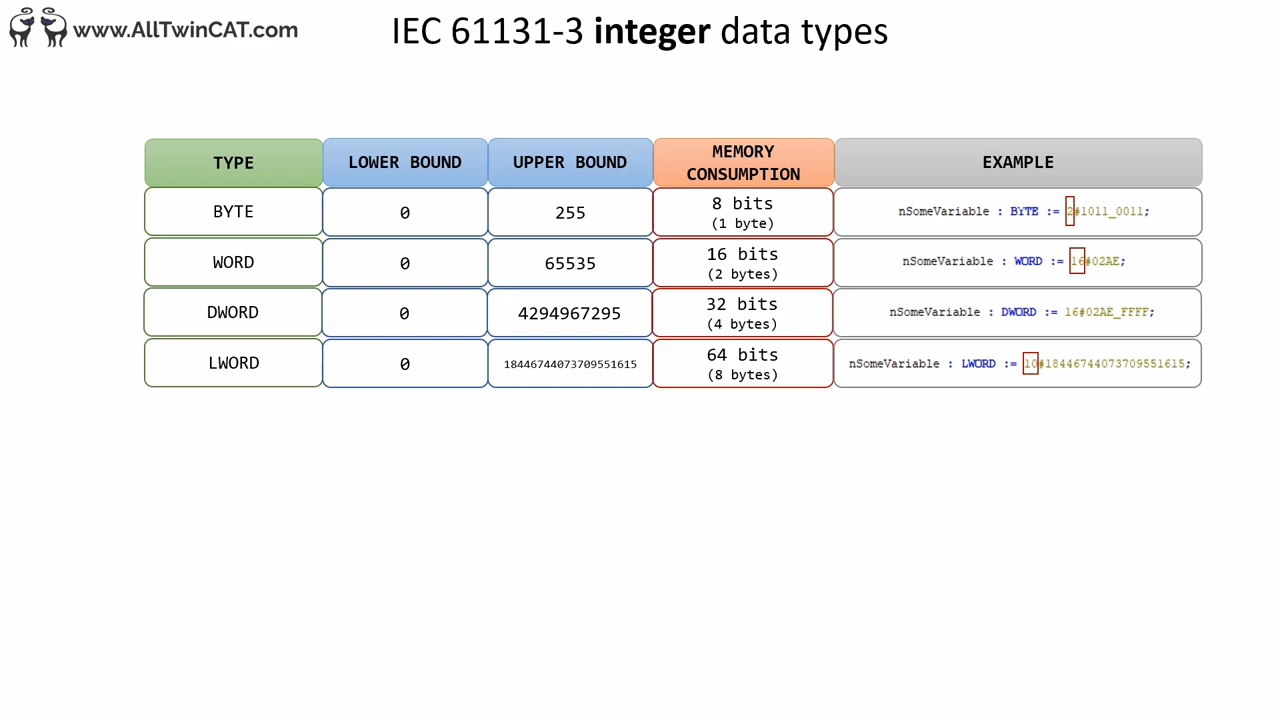 www.AllTwinCAT.com
IEC 61131-3 integer data types
TYPE LOWER BOUND UPPER BOUND MEMORY CONSUMPTION EXAMPLE
BYTE 0 255 8 bits (1 byte) nSomeVariable : BYTE := 2#1011_0011;
WORD 0 65535 16 bits (2 bytes) nSomeVariable : WORD := 16#02AE;
DWORD 0 4294967295 32 bits (4 bytes) nSomeVariable : DWORD := 16#02AE_FFFF;
LWORD 0 18446744073709551615 64 bits (8 bytes) nSomeVariable : LWORD := 10#18446744073709551615;